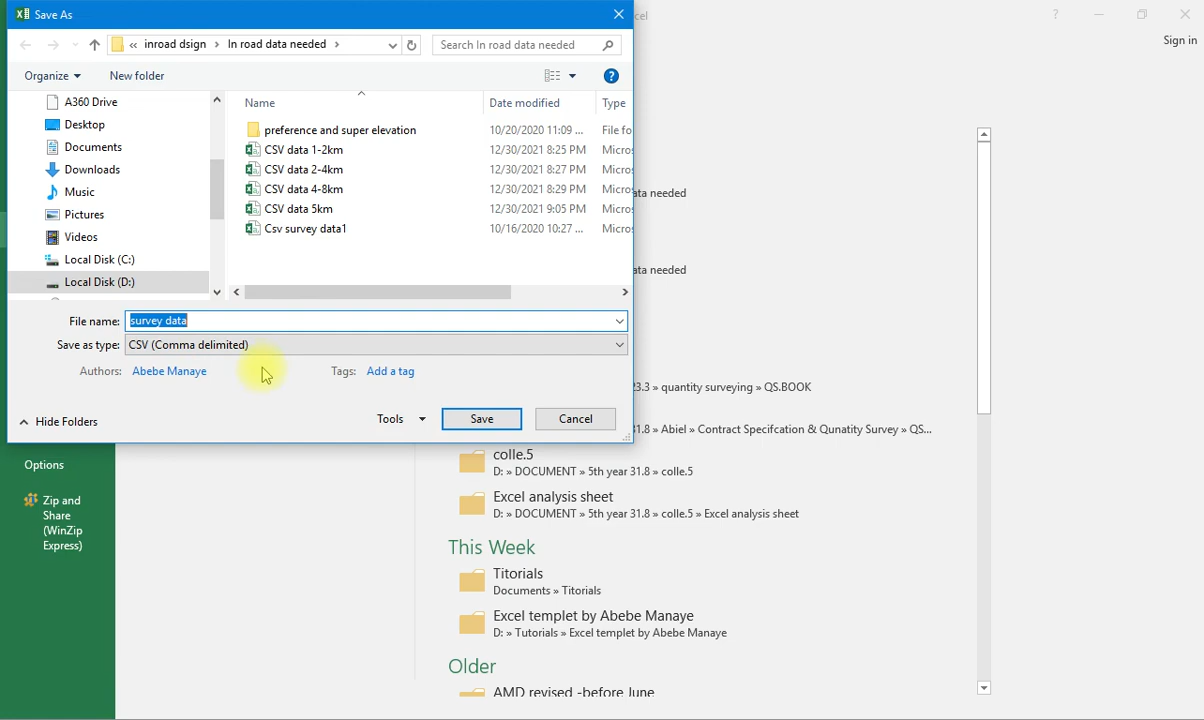 Save As
cel
Sign in
« inroad dsign › In road data needed ›
Search In road data needed
Organize
New folder
Name
Date modified
Type
A360 Drive
Desktop
Documents
Downloads
Music
Pictures
Videos
Local Disk (C:)
Local Disk (D:)
preference and super elevation 10/20/2020 11:09 ... File fo
CSV data 1-2km 12/30/2021 8:25 PM Micros
CSV data 2-4km 12/30/2021 8:27 PM Micros
CSV data 4-8km 12/30/2021 8:29 PM Micros
CSV data 5km 12/30/2021 9:05 PM Micros
Csv survey data1 10/16/2020 10:27 ... Micros
File name: survey data
Save as type: CSV (Comma delimited)
Authors: Abebe Manaye Tags: Add a tag
Hide Folders
Tools
Save
Cancel
Options
Zip and
Share
(WinZip
Express)
ata needed
ata needed
23.3 » quantity surveying » QS.BOOK
31.8 » Abiel » Contract Specifcation & Qunatity Survey » QS...
colle.5
D: » DOCUMENT » 5th year 31.8 » colle.5
Excel analysis sheet
D: » DOCUMENT » 5th year 31.8 » colle.5 » Excel analysis sheet
This Week
Titorials
Documents » Titorials
Excel templet by Abebe Manaye
D: » Tutorials » Excel templet by Abebe Manaye
Older
AMD revised -before June